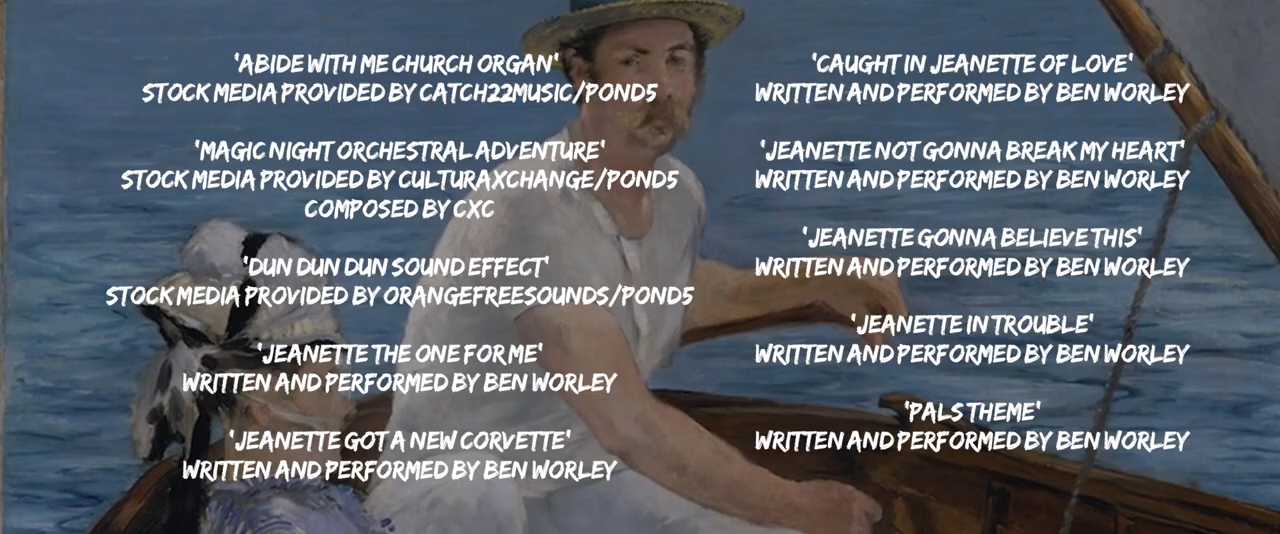 'ABIDE WITH ME CHURCH ORGAN'
STOCK MEDIA PROVIDED BY CATCH22MUSIC/POND5
'MAGIC NIGHT ORCHESTRAL ADVENTURE'
STOCK MEDIA PROVIDED BY CULTURAXCHANGE/POND5
COMPOSED BY CXC
'DUN DUN DUN SOUND EFFECT'
STOCK MEDIA PROVIDED BY ORANGEFREESOUNDS/POND5
'JEANETTE THE ONE FOR ME'
WRITTEN AND PERFORMED BY BEN WORLEY
'JEANETTE GOT A NEW CORVETTE'
WRITTEN AND PERFORMED BY BEN WORLEY
'CAUGHT IN JEANETTE OF LOVE'
WRITTEN AND PERFORMED BY BEN WORLEY
'JEANETTE NOT GONNA BREAK MY HEART'
WRITTEN AND PERFORMED BY BEN WORLEY
'JEANETTE GONNA BELIEVE THIS'
WRITTEN AND PERFORMED BY BEN WORLEY
'JEANETTE IN TROUBLE'
WRITTEN AND PERFORMED BY BEN WORLEY
'PALS THEME'
WRITTEN AND PERFORMED BY BEN WORLEY